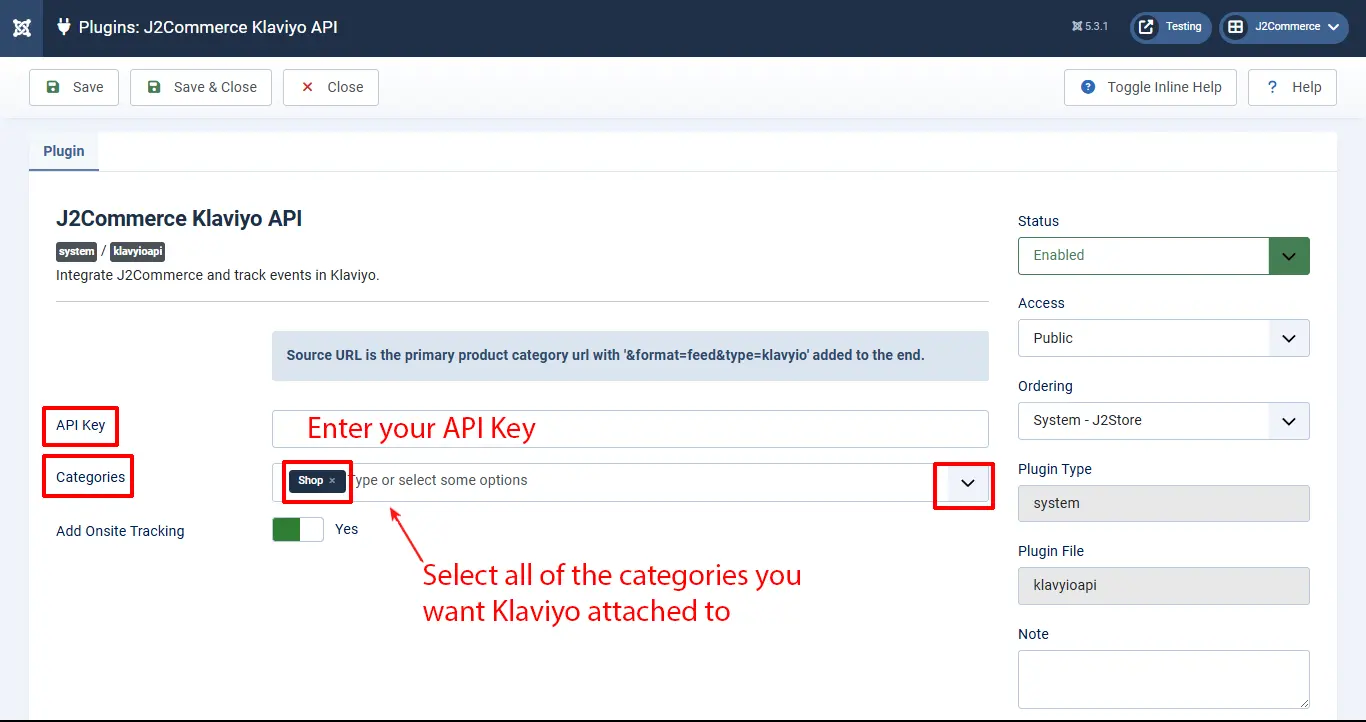 Plugins: J2Commerce Klaviyo API
5.3.1
Testing
J2Commerce
Save
Save & Close
Close
Toggle Inline Help
? Help
Plugin
J2Commerce Klaviyo API
system / klavyioapi
Integrate J2Commerce and track events in Klaviyo.
Source URL is the primary product category url with '&format=feed&type=klavyio' added to the end.
API Key
Enter your API Key
Categories
Shop ×
Type or select some options
Add Onsite Tracking
Yes
Select all of the categories you
want Klaviyo attached to
Status
Enabled
Access
Public
Ordering
System - J2Store
Plugin Type
system
Plugin File
klavyioapi
Note